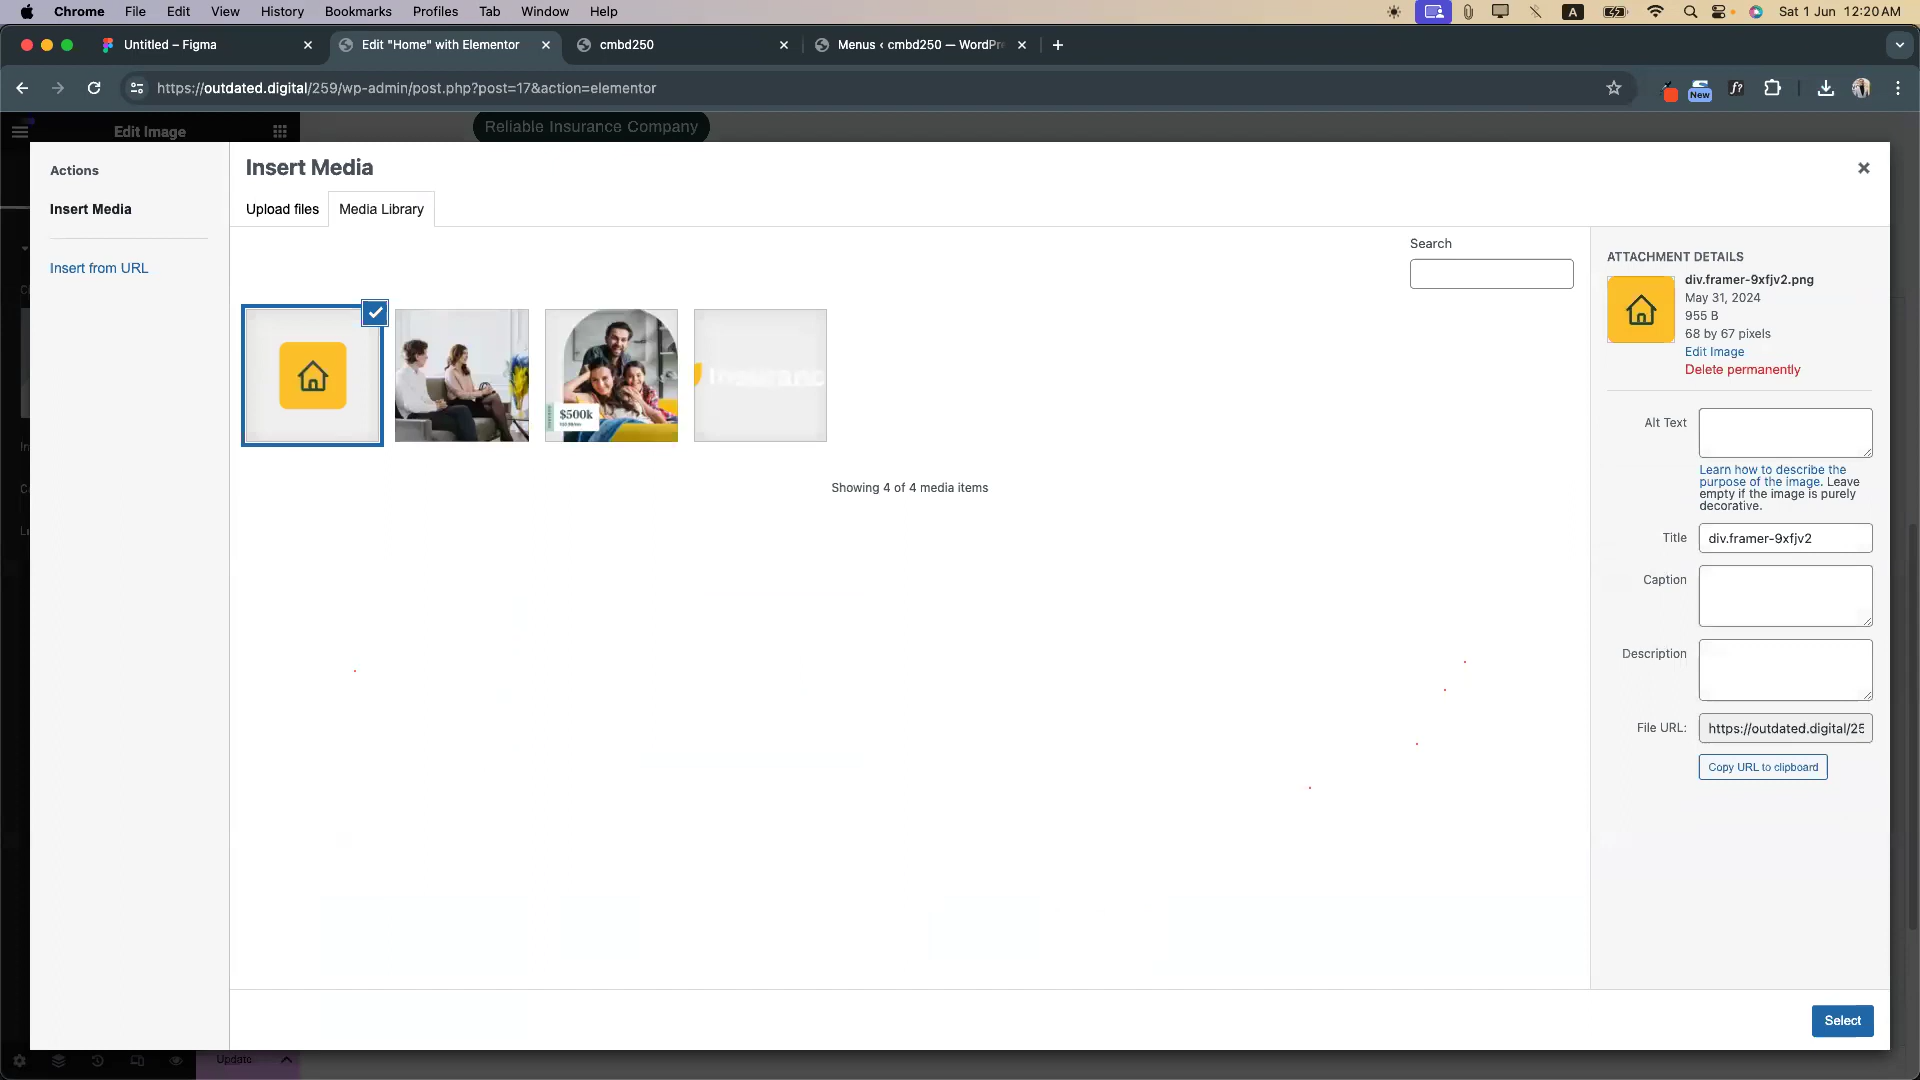 Chrome File Edit View History Bookmarks Profiles Tab Window Help
A
Sat 1 Jun 12:20 AM
Untitled – Figma
Edit "Home" with Elementor
cmbd250
Menus ‹ cmbd250 — WordPr
https://outdated.digital/259/wp-admin/post.php?post=17&action=elementor
f?
New
Edit Image
Reliable Insurance Company
Actions
Insert Media
Insert from URL
Insert Media
Upload files
Media Library
Search
$500k
Showing 4 of 4 media items
ATTACHMENT DETAILS
div.framer-9xfjv2.png
May 31, 2024
955 B
68 by 67 pixels
Edit Image
Delete permanently
Alt Text
Learn how to describe the
purpose of the image. Leave
empty if the image is purely
decorative.
Title
div.framer-9xfjv2
Caption
Description
File URL:
https://outdated.digital/25
Copy URL to clipboard
Select
Update